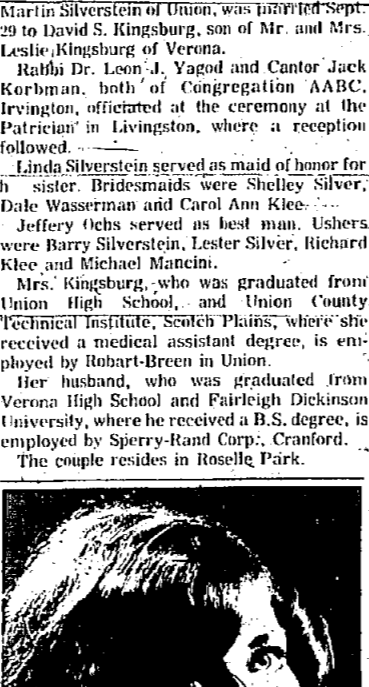 Martin Silverstein of Union, was married Sept.
29 to David S. Kingsburg, son of Mr. and Mrs.
Leslie Kingsburg of Verona.
Rabbi Dr. Leon J. Yagod and Cantor Jack
Korbman, both of Congregation AABC,
Irvington, officiated at the ceremony at the
Patrician in Livingston, where a reception
followed.
Linda Silverstein served as maid of honor for
h sister. Bridesmaids were Shelley Silver,
Dale Wasserman and Carol Ann Klee.
Jeffery Ochs served as best man. Ushers
were Barry Silverstein, Lester Silver, Richard
Klee and Michael Mancini.
Mrs. Kingsburg, who was graduated from
Union High School, and Union County
Technical Institute, Scotch Plains, where she
received a medical assistant degree, is em-
ployed by Robart-Breen in Union.
Her husband, who was graduated from
Verona High School and Fairleigh Dickinson
University, where he received a B.S. degree, is
employed by Sperry-Rand Corp., Cranford.
The couple resides in Roselle Park.